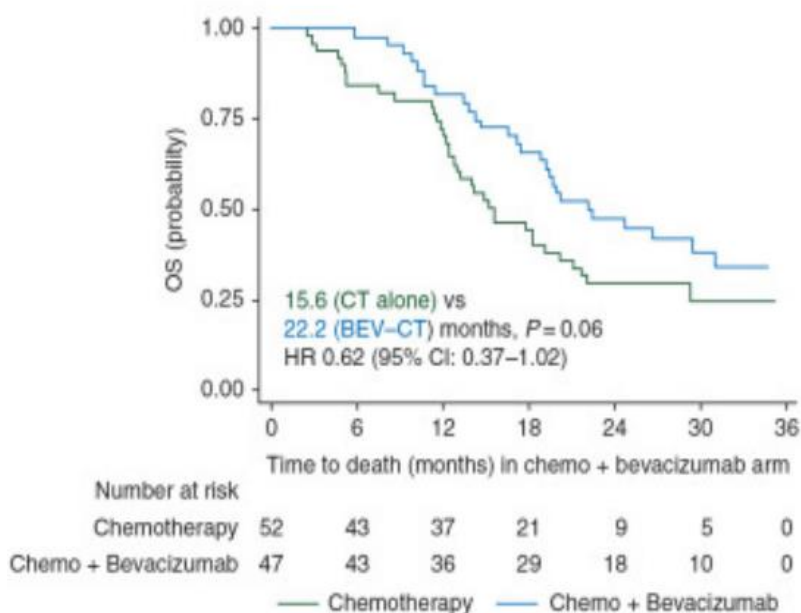 1.00
0.75
0.50
0.25
0.00
OS (probability)
15.6 (CT alone) vs
22.2 (BEV–CT) months, P = 0.06
HR 0.62 (95% CI: 0.37–1.02)
0 6 12 18 24 30 36
Time to death (months) in chemo + bevacizumab arm
Number at risk
Chemotherapy 52 43 37 21 9 5 0
Chemo + Bevacizumab 47 43 36 29 18 10 0
Chemotherapy Chemo + Bevacizumab